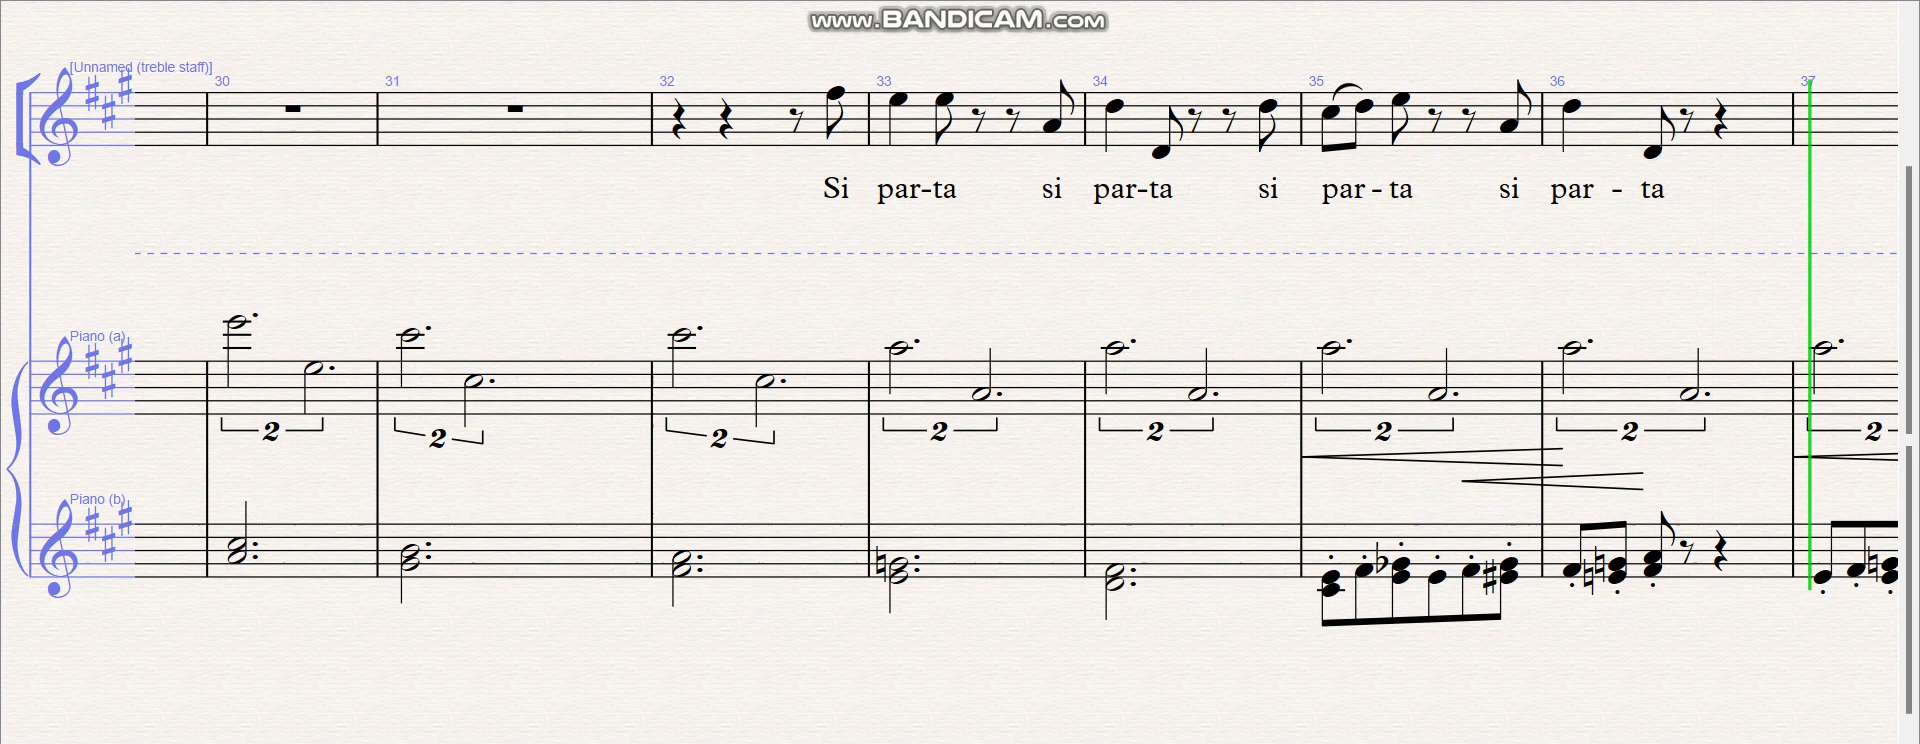 www.BANDICAM.com
[Unnamed (treble staff)]
30 31 32 33 34 35 36 37
Si par-ta si par-ta si par-ta si par - ta
Piano (a)
2 2 2 2 2 2 2 2
Piano (b)